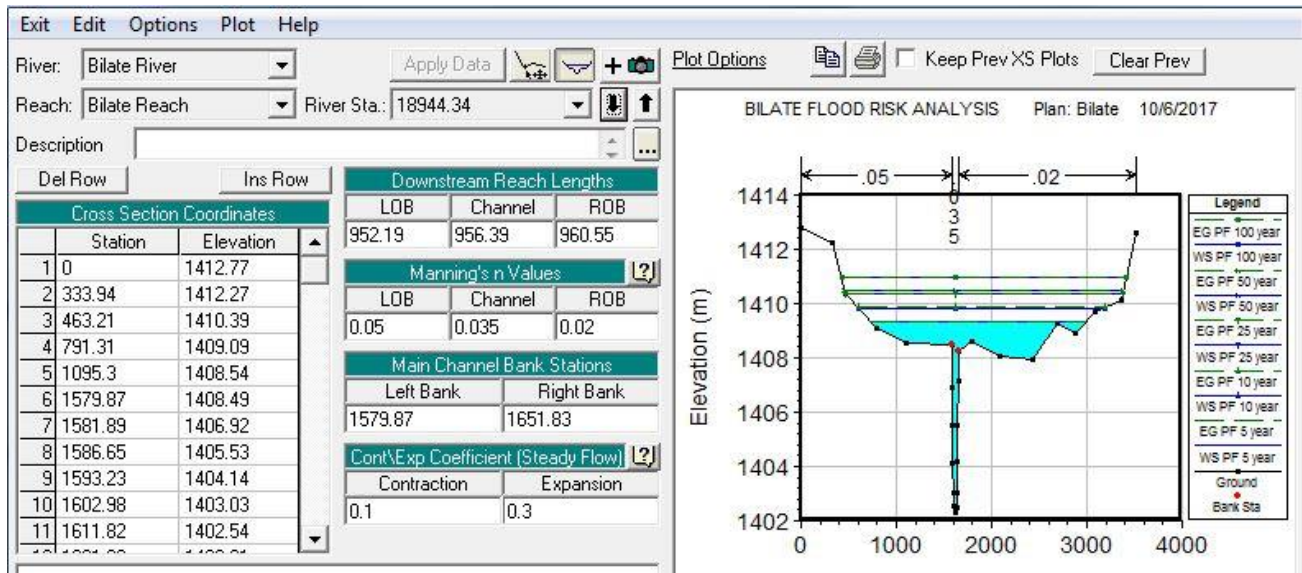 Exit Edit Options Plot Help
River: Bilate River
Apply Data
Plot Options
Keep Prev XS Plots
Clear Prev
Reach: Bilate Reach
River Sta.: 18944.34
Description
...
Del Row
Ins Row
Cross Section Coordinates
Station Elevation
1 0 1412.77
2 333.94 1412.27
3 463.21 1410.39
4 791.31 1409.09
5 1095.3 1408.54
6 1579.87 1408.49
7 1581.89 1406.92
8 1586.65 1405.53
9 1593.23 1404.14
10 1602.98 1403.03
11 1611.82 1402.54
Downstream Reach Lengths
LOB Channel ROB
952.19 956.39 960.55
Manning's n Values
LOB Channel ROB
0.05 0.035 0.02
Main Channel Bank Stations
Left Bank Right Bank
1579.87 1651.83
Cont\Exp Coefficient (Steady Flow)
Contraction Expansion
0.1 0.3
BILATE FLOOD RISK ANALYSIS Plan: Bilate 10/6/2017
.05 .02
0
3
5
Elevation (m)
1414
1412
1410
1408
1406
1404
1402
0 1000 2000 3000 4000
Legend
EG PF 100 year
WS PF 100 year
EG PF 50 year
WS PF 50 year
EG PF 25 year
WS PF 25 year
EG PF 10 year
WS PF 10 year
EG PF 5 year
WS PF 5 year
Ground
Bank Sta